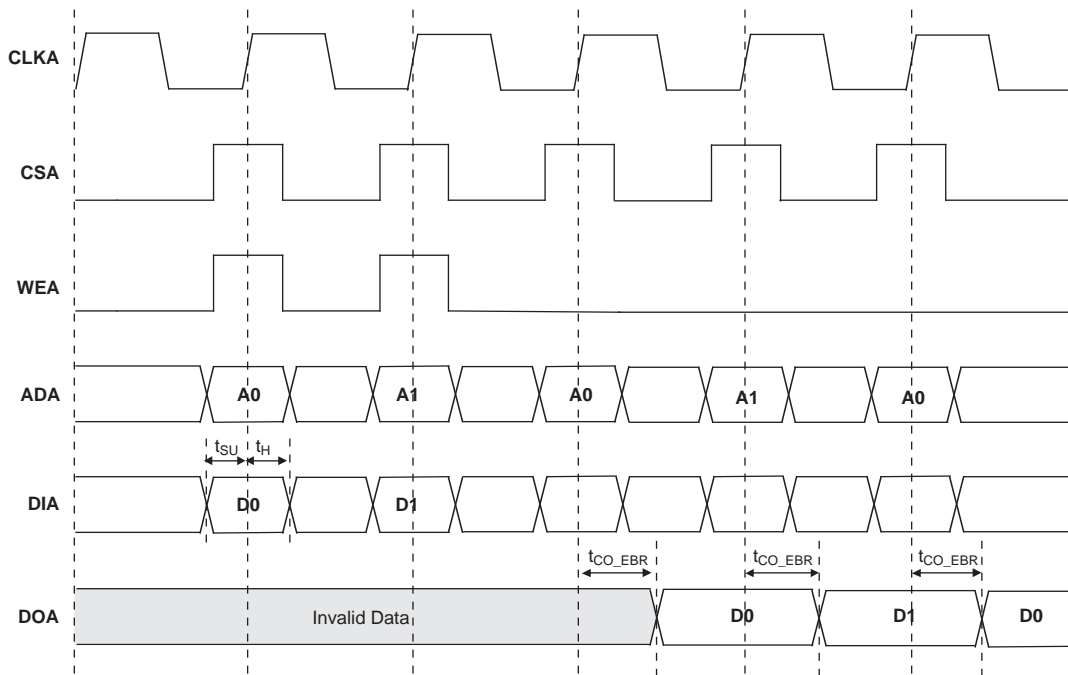 CLKA
CSA
WEA
ADA A0 A1 A0 A1 A0
tSU tH
DIA D0 D1
tCO_EBR tCO_EBR tCO_EBR
DOA Invalid Data D0 D1 D0